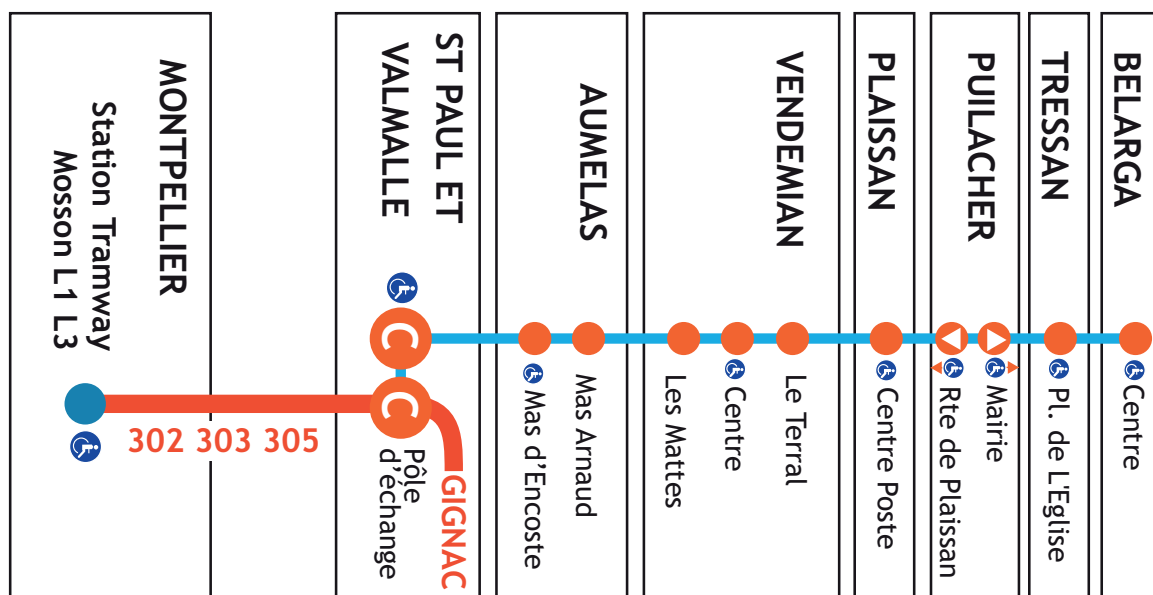 MONTPELLIER
Station Tramway
Mosson L1 L3
302 303 305
ST PAUL ET
VALMALLE
C
C
Pôle
d'échange
GIGNAC
AUMELAS
Mas d'Encoste
Mas Arnaud
VENDEMIAN
Les Mattes
Centre
Le Terral
PLAISSAN
Centre Poste
PUILACHER
Rte de Plaissan
Mairie
TRESSAN
Pl. de L'Eglise
BELARGA
Centre